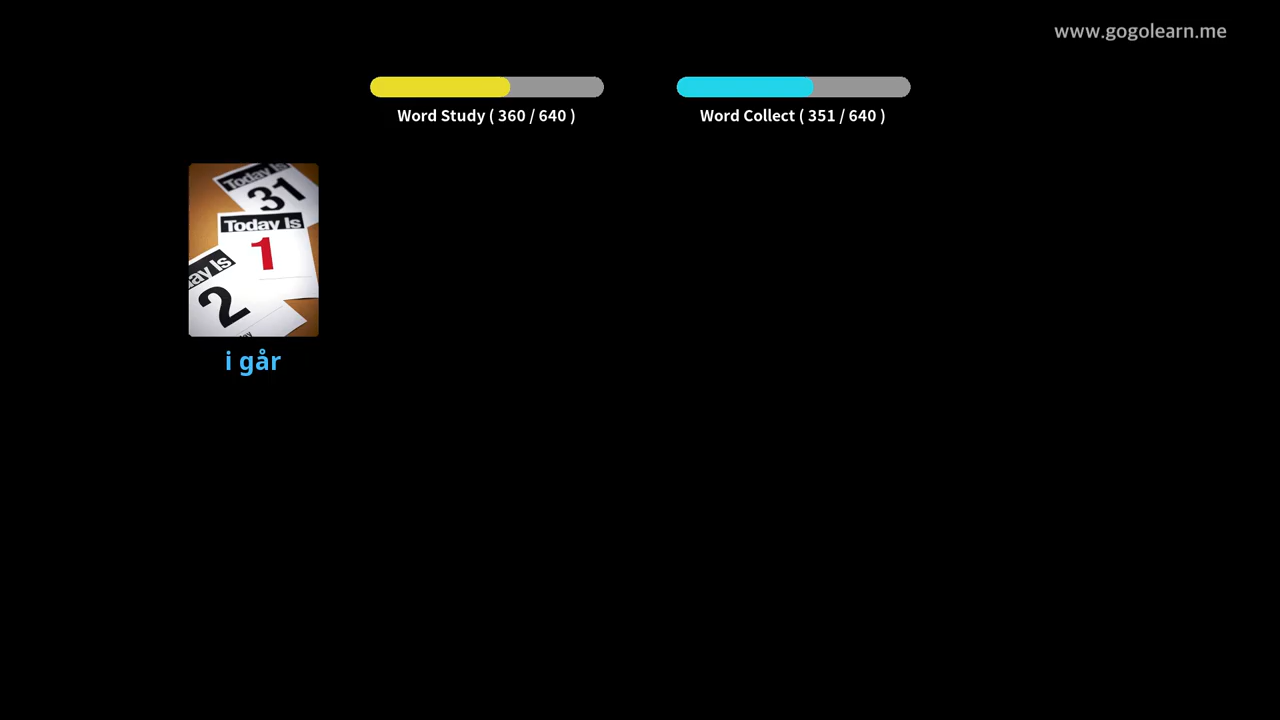 www.gogolearn.me
Word Study ( 360 / 640 )
Word Collect ( 351 / 640 )
Today Is
31
Today Is
1
ay Is
2
i går